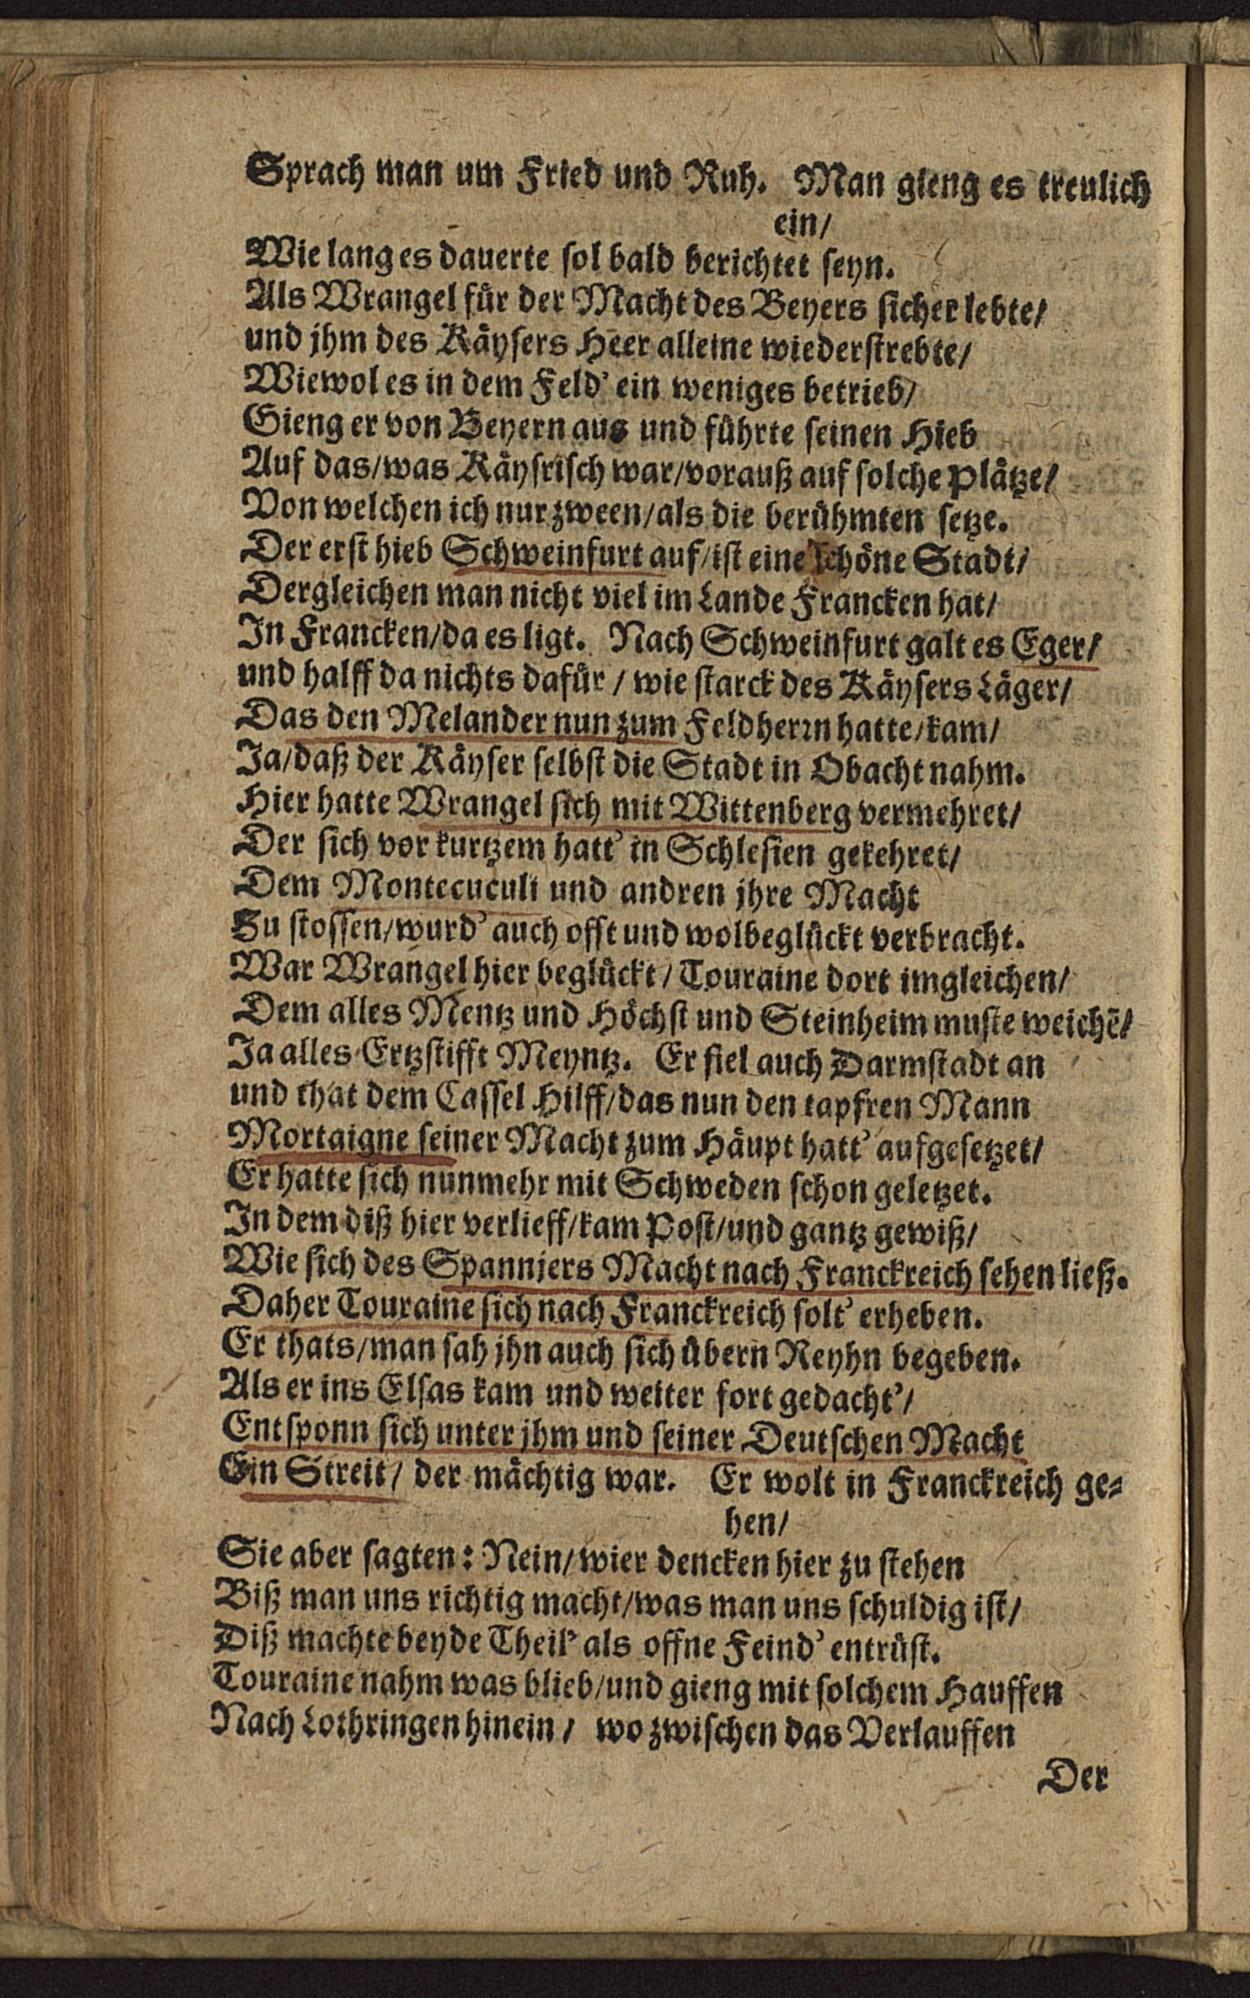 Sprach man um Fried und Ruh. Man gieng es treulich
ein/
Wie lang es dauerte sol bald berichtet seyn.
Als Wrangel für der Macht des Beyers sicher lebte/
und jhm des Käysers Heer alleine wiederstrebte/
Wiewol es in dem Feld' ein weniges betrieb/
Gieng er von Beyern aus und führte seinen Hieb
Auf das/was Käysrisch war/vorauß auf solche Plätze/
Von welchen ich nur zween/als die berühmten setze.
Der erst hieb Schweinfurt auf/ist eine schöne Stadt/
Dergleichen man nicht viel im Lande Francken hat/
In Francken/da es ligt. Nach Schweinfurt galt es Eger/
und halff da nichts dafür / wie starck des Käysers Läger/
Das den Melander nun zum Feldherrn hatte/kam/
Ja/daß der Käyser selbst die Stadt in Obacht nahm.
Hier hatte Wrangel sich mit Wittenberg vermehret/
Der sich vor kurtzem hatt' in Schlesien gekehret/
Dem Montecuculi und andren jhre Macht
Zu stossen/wurd' auch offt und wolbeglückt verbracht.
War Wrangel hier beglückt/ Touraine dort imgleichen/
Dem alles Mentz und Höchst und Steinheim muste weichē/
Ja alles Ertzstifft Meyntz. Er fiel auch Darmstadt an
und that dem Cassel Hilff/das nun den tapfren Mann
Mortaigne seiner Macht zum Häupt hatt' aufgesetzet/
Er hatte sich nunmehr mit Schweden schon geletzet.
In dem diß hier verlieff/kam Post/und gantz gewiß/
Wie sich des Spannjers Macht nach Franckreich sehen ließ.
Daher Touraine sich nach Franckreich solt' erheben.
Er thats/man sah jhn auch sich übern Reyhn begeben.
Als er ins Elsas kam und weiter fort gedacht'/
Entsponn sich unter jhm und seiner Deutschen Macht
Ein Streit/ der mächtig war. Er wolt in Franckreich ge⸗
hen/
Sie aber sagten: Nein/wier dencken hier zu stehen
Biß man uns richtig macht/was man uns schuldig ist/
Diß machte beyde Theil' als offne Feind' entrüst.
Touraine nahm was blieb/und gieng mit solchem Hauffen
Nach Lothringen hinein/ wo zwischen das Verlauffen
Der